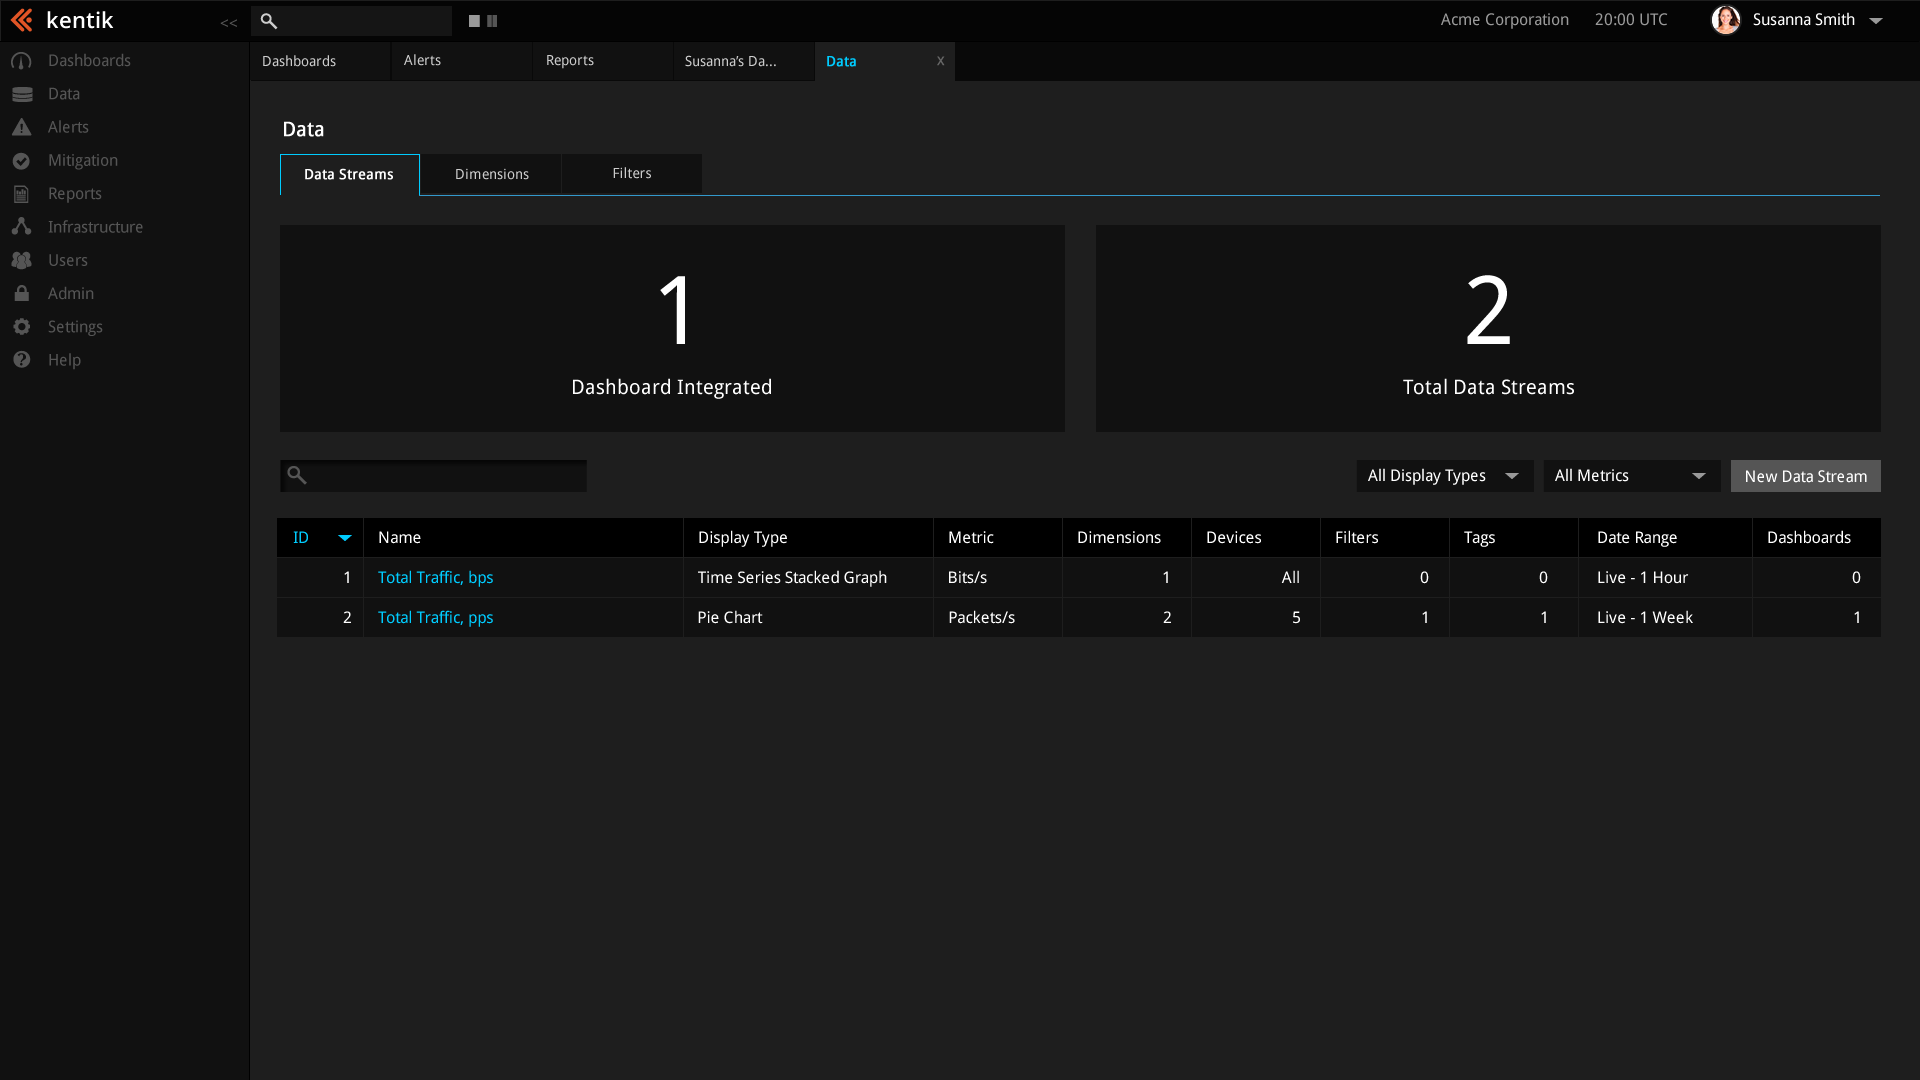 kentik <<
Acme Corporation 20:00 UTC Susanna Smith
Dashboards
Data
Alerts
Mitigation
Reports
Infrastructure
Users
Admin
Settings
Help
Dashboards Alerts Reports Susanna’s Da... Data x
Data
Data Streams Dimensions Filters
1
Dashboard Integrated
2
Total Data Streams
All Display Types All Metrics New Data Stream
ID Name Display Type Metric Dimensions Devices Filters Tags Date Range Dashboards
1 Total Traffic, bps Time Series Stacked Graph Bits/s 1 All 0 0 Live - 1 Hour 0
2 Total Traffic, pps Pie Chart Packets/s 2 5 1 1 Live - 1 Week 1